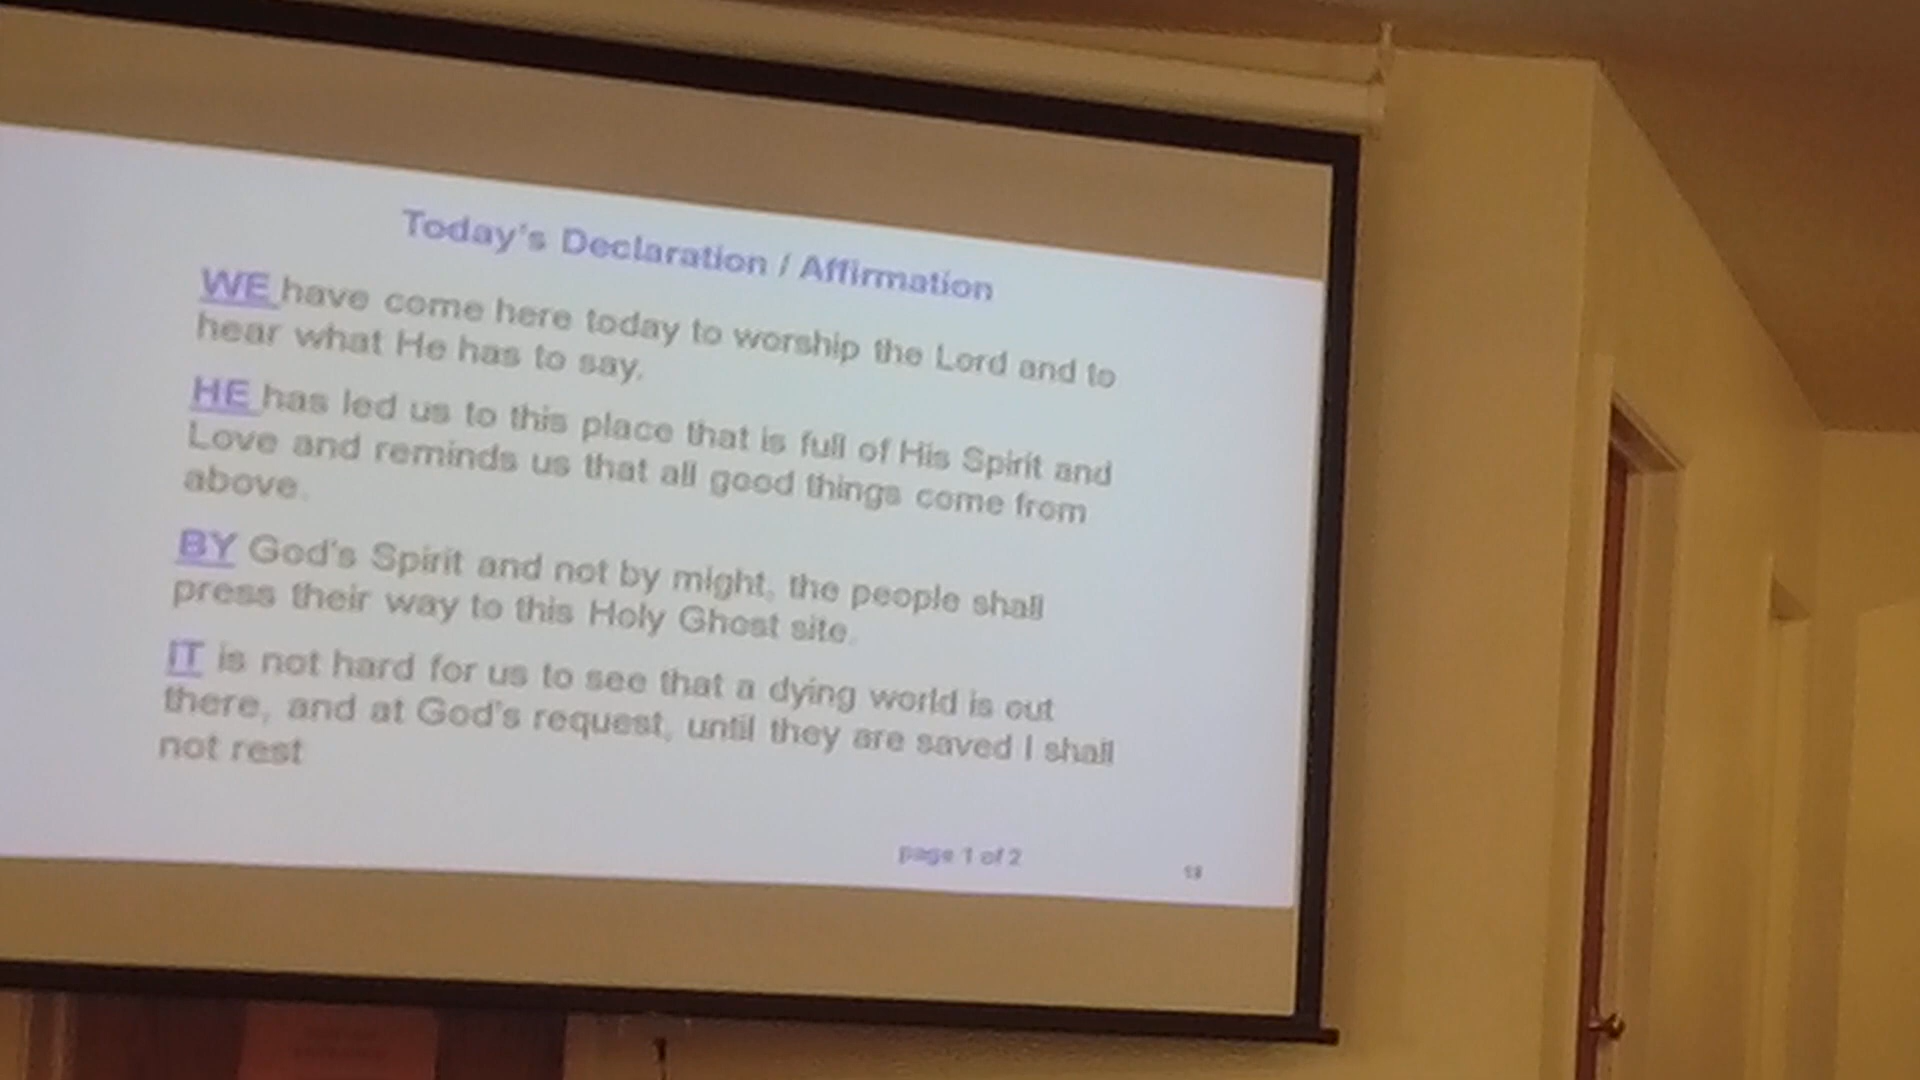 Today's Declaration / Affirmation
WE have come here today to worship the Lord and to
hear what He has to say.
HE has led us to this place that is full of His Spirit and
Love and reminds us that all good things come from
above.
BY God's Spirit and not by might, the people shall
press their way to this Holy Ghost site.
IT is not hard for us to see that a dying world is out
there, and at God's request, until they are saved I shall
not rest
page 1 of 2